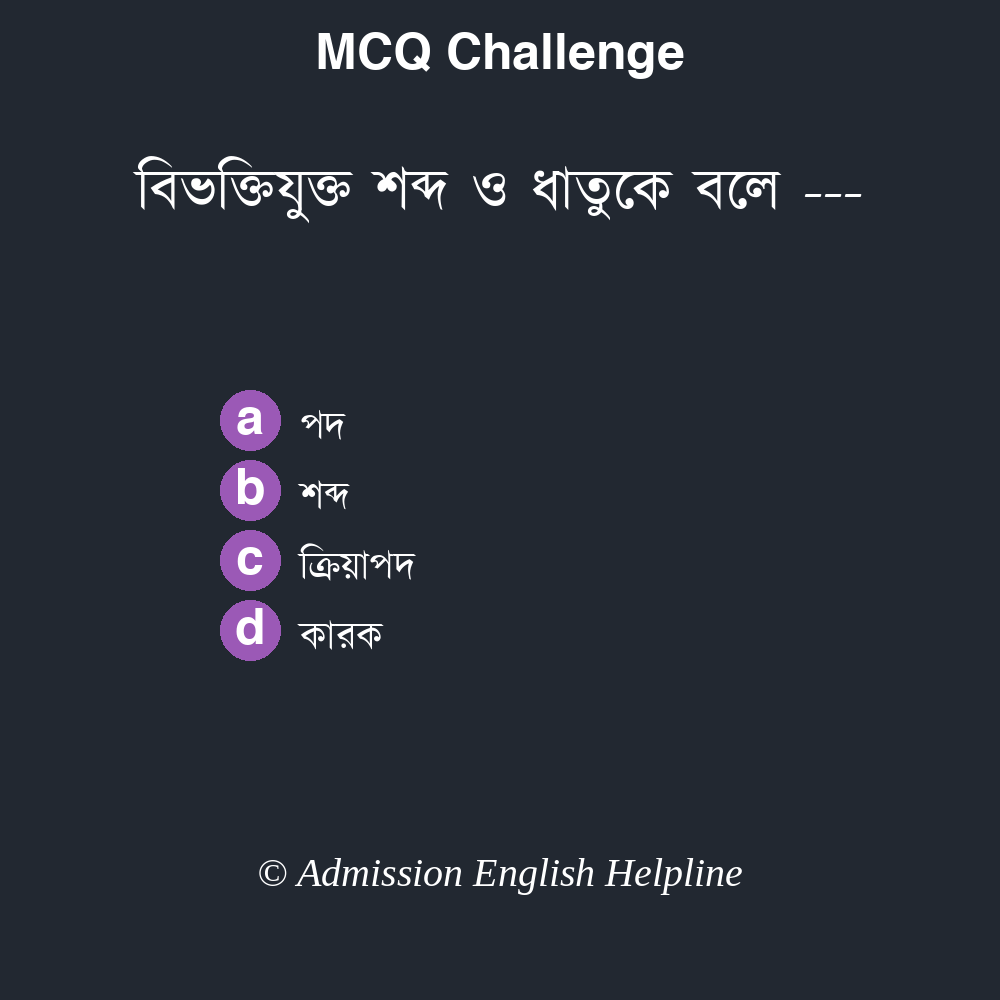 MCQ Challenge
বিভক্তিযুক্ত শব্দ ও ধাতুকে বলে ---
a পদ
b শব্দ
c ক্রিয়াপদ
d কারক
© Admission English Helpline